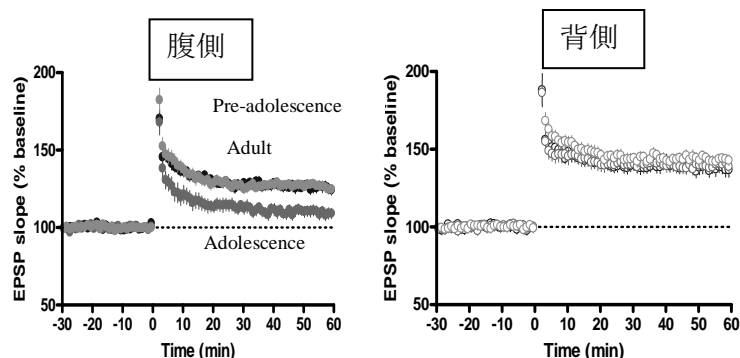 腹側
200
150
100
50
EPSP slope (% baseline)
Pre-adolescence
Adult
Adolescence
-30 -20 -10 0 10 20 30 40 50 60
Time (min)
背側
200
150
100
50
EPSP slope (% baseline)
-30 -20 -10 0 10 20 30 40 50 60
Time (min)